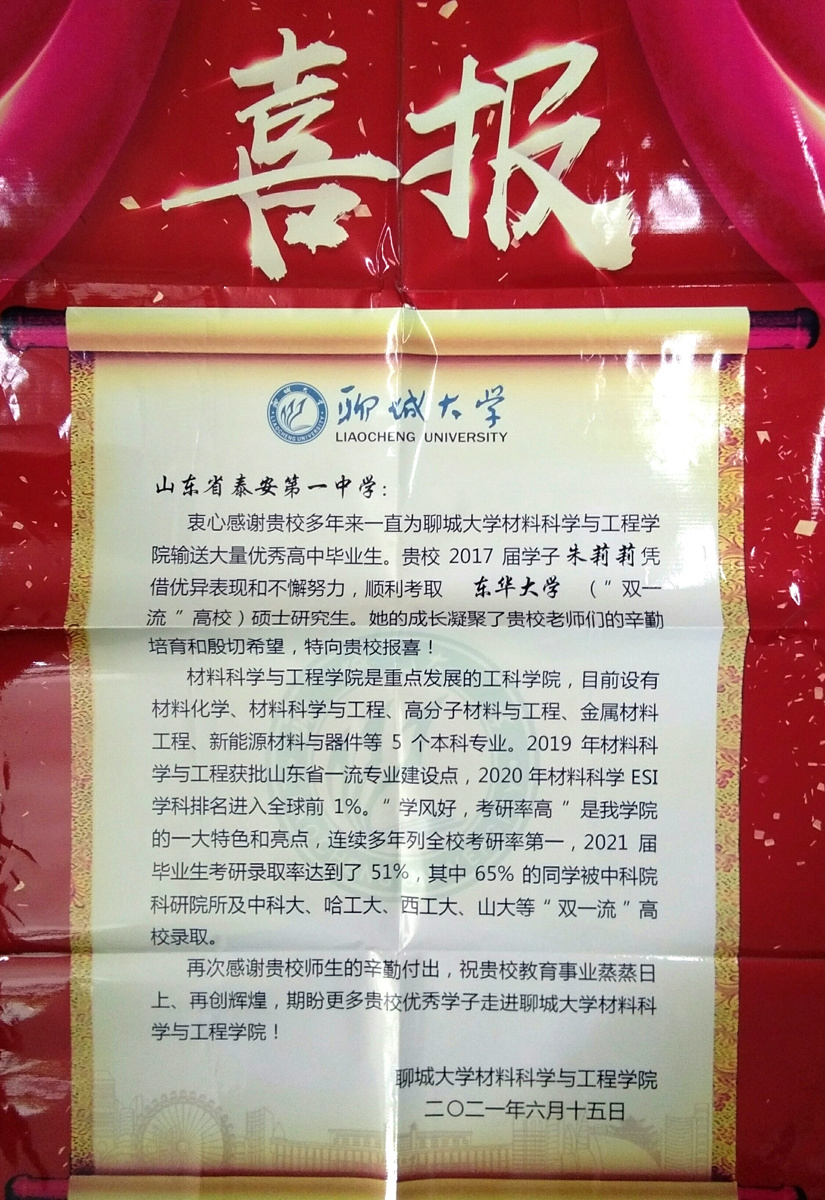 喜报
聊城大学
LIAOCHENG UNIVERSITY
山东省泰安第一中学：
衷心感谢贵校多年来一直为聊城大学材料科学与工程学
院输送大量优秀高中毕业生。贵校 2017 届学子朱莉莉凭
借优异表现和不懈努力，顺利考取 东华大学 （"双一
流"高校）硕士研究生。她的成长凝聚了贵校老师们的辛勤
培育和殷切希望，特向贵校报喜！
材料科学与工程学院是重点发展的工科学院，目前设有
材料化学、材料科学与工程、高分子材料与工程、金属材料
工程、新能源材料与器件等 5 个本科专业。2019 年材料科
学与工程获批山东省一流专业建设点，2020 年材料科学 ESI
学科排名进入全球前 1%。"学风好，考研率高"是我学院
的一大特色和亮点，连续多年列全校考研率第一，2021 届
毕业生考研录取率达到了 51%，其中 65% 的同学被中科院
科研院所及中科大、哈工大、西工大、山大等"双一流"高
校录取。
再次感谢贵校师生的辛勤付出，祝贵校教育事业蒸蒸日
上、再创辉煌，期盼更多贵校优秀学子走进聊城大学材料科
学与工程学院！
聊城大学材料科学与工程学院
二〇二一年六月十五日